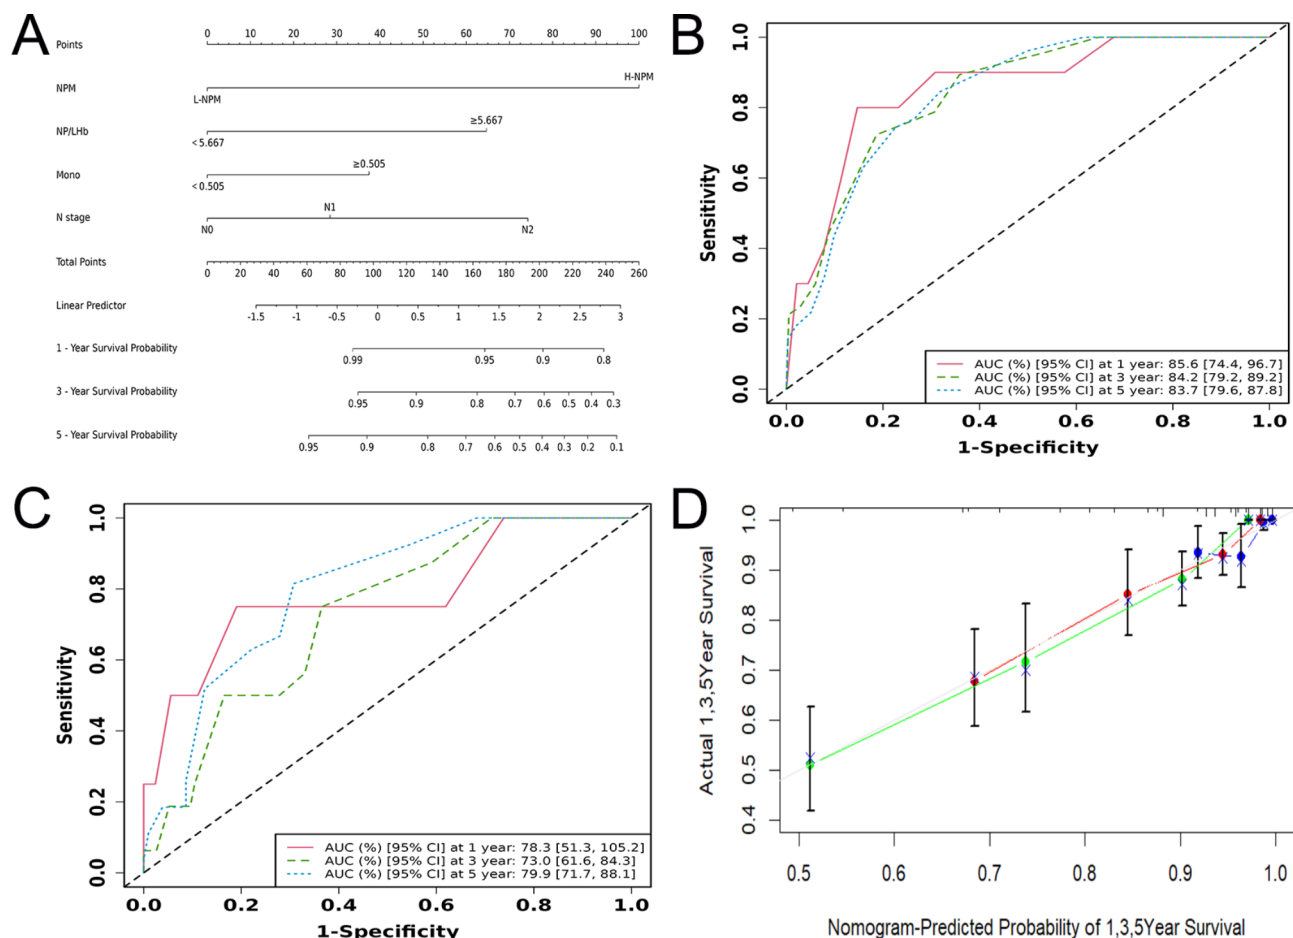 A
Points
0 10 20 30 40 50 60 70 80 90 100
NPM
H-NPM
L-NPM
NP/LHb
≥5.667
<5.667
Mono
≥0.505
<0.505
N stage
N1
N0 N2
Total Points
0 20 40 60 80 100 120 140 160 180 200 220 240 260
Linear Predictor
-1.5 -1 -0.5 0 0.5 1 1.5 2 2.5 3
1 - Year Survival Probability
0.99 0.95 0.9 0.8
3 - Year Survival Probability
0.95 0.9 0.8 0.7 0.6 0.5 0.4 0.3
5 - Year Survival Probability
0.95 0.9 0.8 0.7 0.6 0.5 0.4 0.3 0.2 0.1
B
Sensitivity
1.0
0.8
0.6
0.4
0.2
0.0
AUC (%) [95% CI] at 1 year: 85.6 [74.4, 96.7]
AUC (%) [95% CI] at 3 year: 84.2 [79.2, 89.2]
AUC (%) [95% CI] at 5 year: 83.7 [79.6, 87.8]
0.0 0.2 0.4 0.6 0.8 1.0
1-Specificity
C
Sensitivity
1.0
0.8
0.6
0.4
0.2
0.0
AUC (%) [95% CI] at 1 year: 78.3 [51.3, 105.2]
AUC (%) [95% CI] at 3 year: 73.0 [61.6, 84.3]
AUC (%) [95% CI] at 5 year: 79.9 [71.7, 88.1]
0.0 0.2 0.4 0.6 0.8 1.0
1-Specificity
D
Actual 1,3,5Year Survival
1.0
0.9
0.8
0.7
0.6
0.5
0.4
0.5 0.6 0.7 0.8 0.9 1.0
Nomogram-Predicted Probability of 1,3,5Year Survival